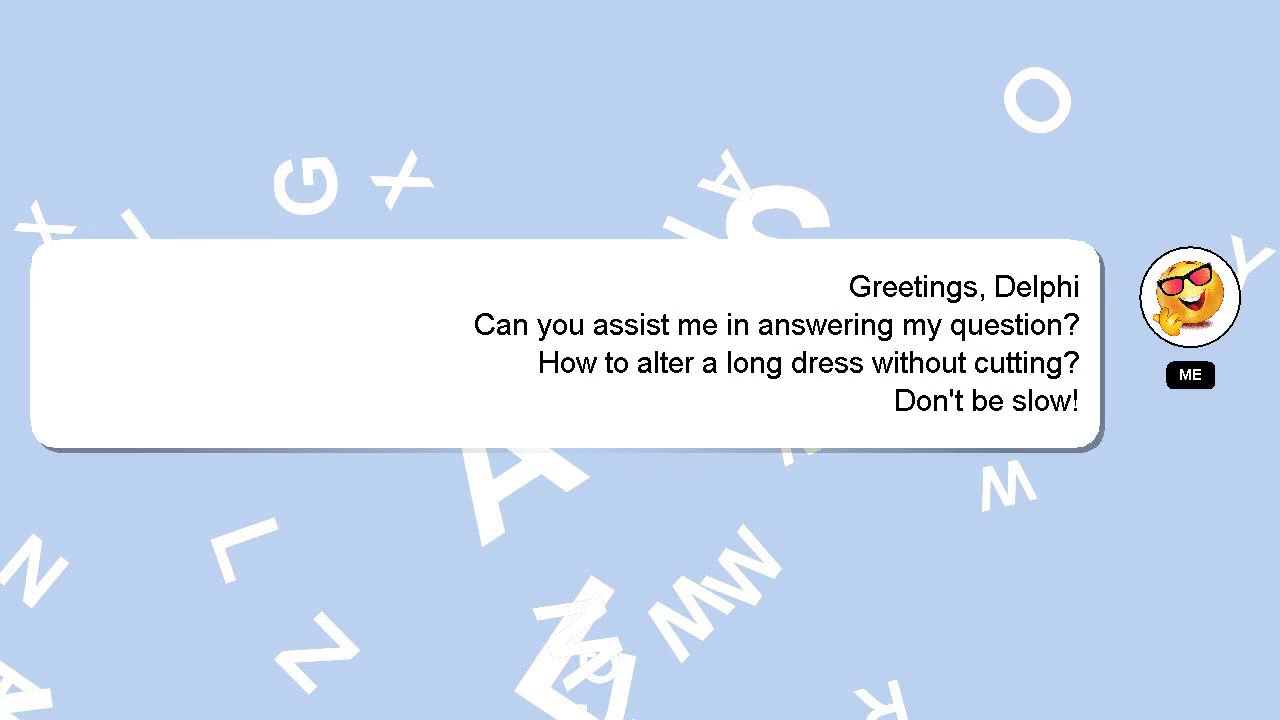 Greetings, Delphi
Can you assist me in answering my question?
How to alter a long dress without cutting?
Don't be slow!
ME